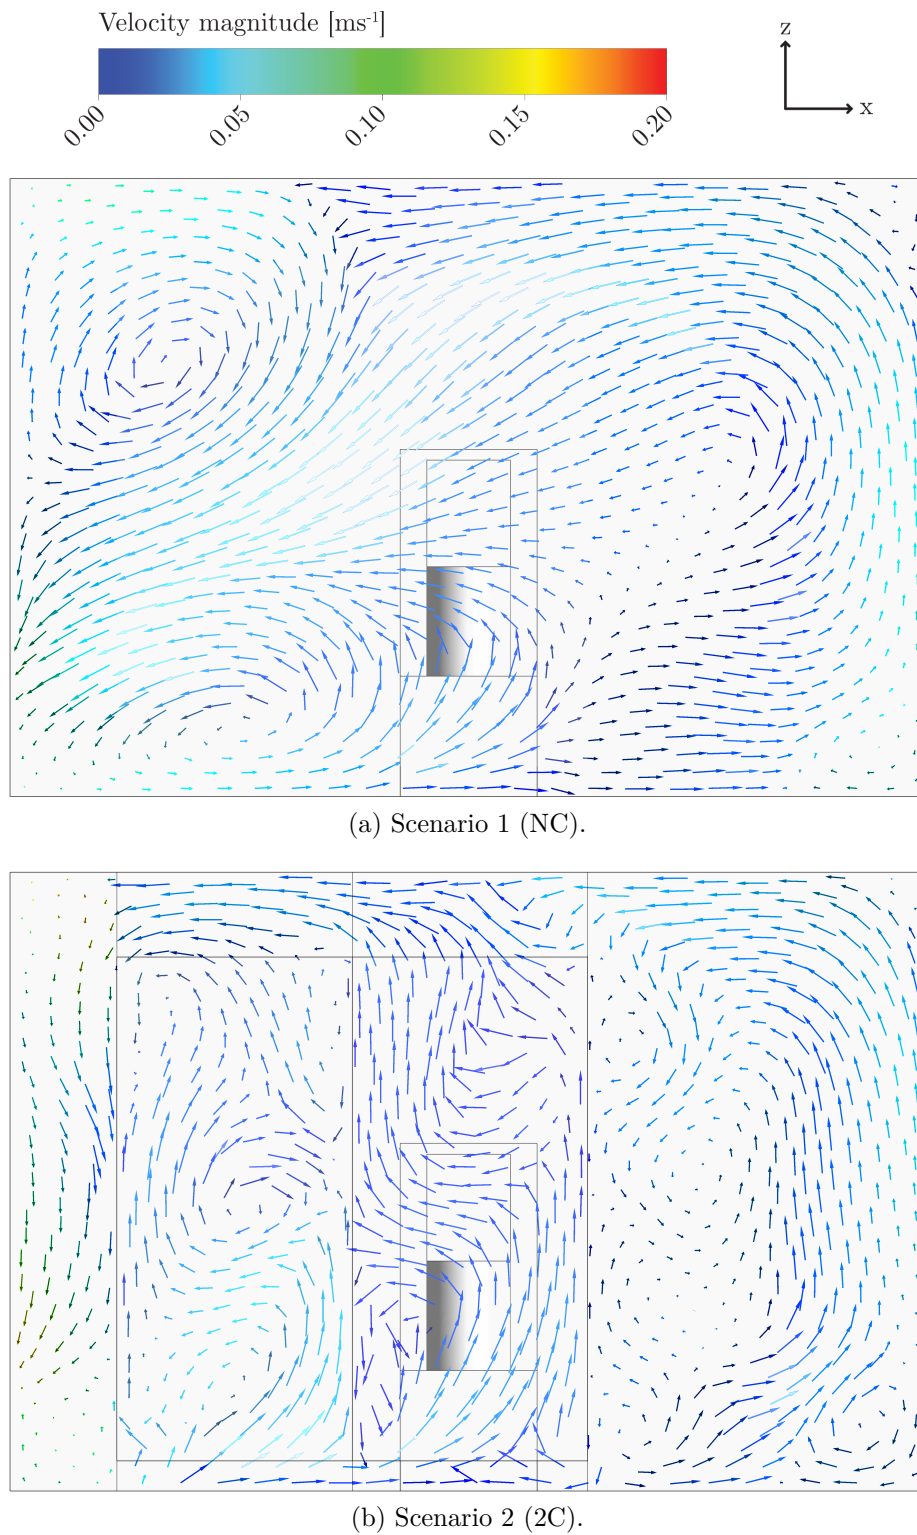 Velocity magnitude [ms⁻¹]
0.00 0.05 0.10 0.15 0.20
z
x
(a) Scenario 1 (NC).
(b) Scenario 2 (2C).